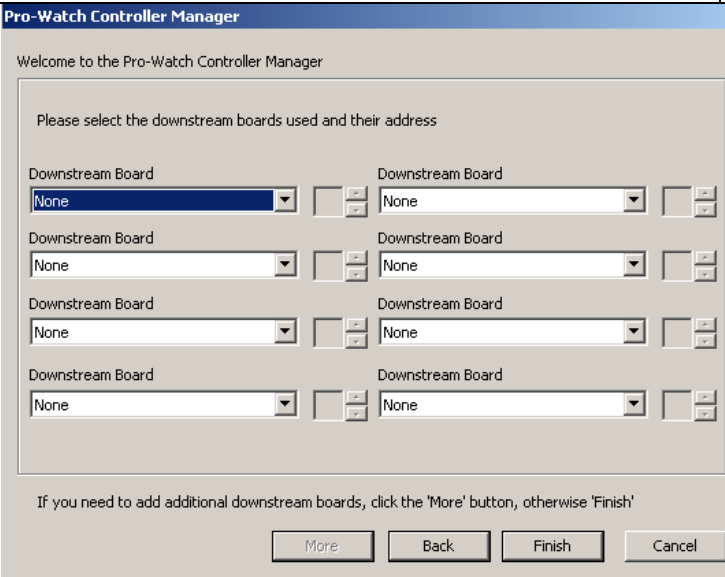 Pro-Watch Controller Manager
Welcome to the Pro-Watch Controller Manager
Please select the downstream boards used and their address
Downstream Board Downstream Board
None None
Downstream Board Downstream Board
None None
Downstream Board Downstream Board
None None
Downstream Board Downstream Board
None None
If you need to add additional downstream boards, click the 'More' button, otherwise 'Finish'
More Back Finish Cancel